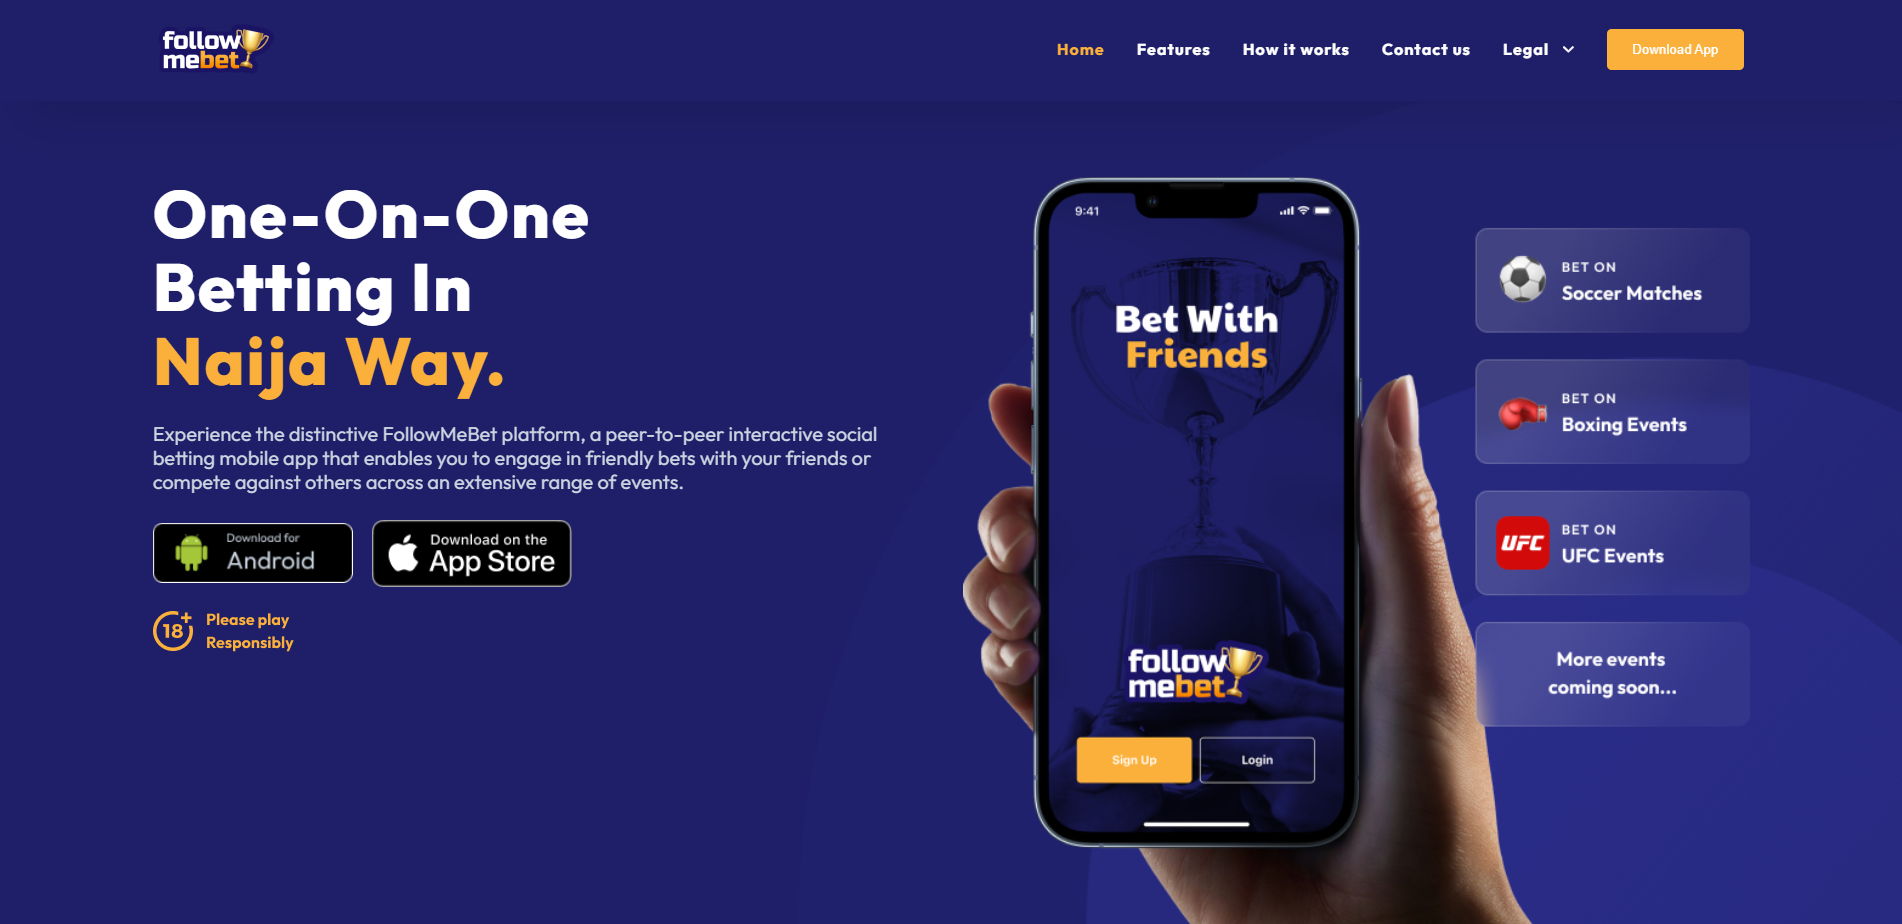 follow
mebet
Home
Features
How it works
Contact us
Legal
Download App
One-On-One
Betting In
Naija Way.
Experience the distinctive FollowMeBet platform, a peer-to-peer interactive social
betting mobile app that enables you to engage in friendly bets with your friends or
compete against others across an extensive range of events.
Download for
Android
Download on the
App Store
18+
Please play
Responsibly
9:41
Bet With
Friends
follow
mebet
Sign Up
Login
BET ON
Soccer Matches
BET ON
Boxing Events
UFC
BET ON
UFC Events
More events
coming soon...